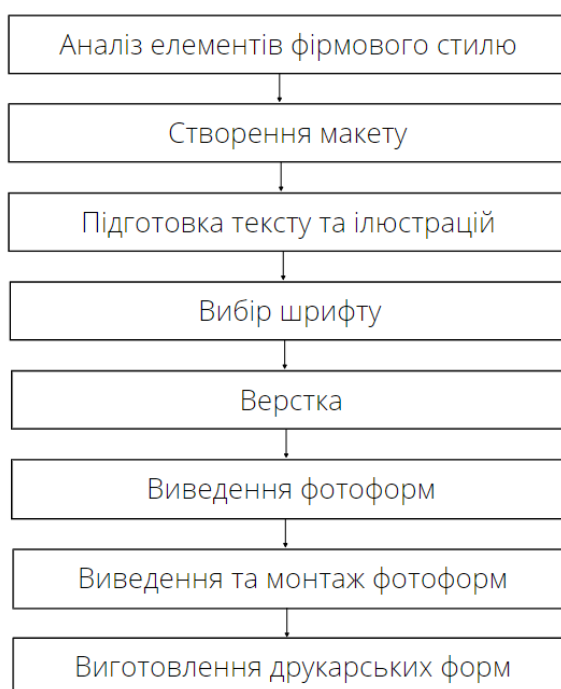 Аналіз елементів фірмового стилю
Створення макету
Підготовка тексту та ілюстрацій
Вибір шрифту
Верстка
Виведення фотоформ
Виведення та монтаж фотоформ
Виготовлення друкарських форм